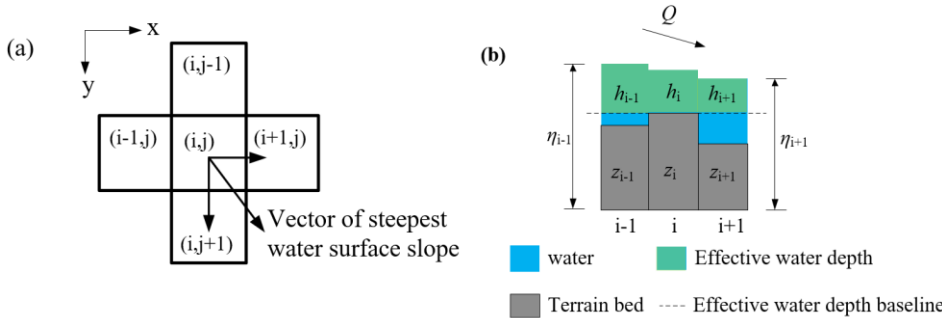 (a)
x
y
(i,j-1)
(i-1,j)
(i,j)
(i+1,j)
(i,j+1)
Vector of steepest
water surface slope
(b)
Q
hi-1
hi
hi+1
ηi-1
ηi+1
zi-1
zi
zi+1
i-1 i i+1
water
Effective water depth
Terrain bed
Effective water depth baseline